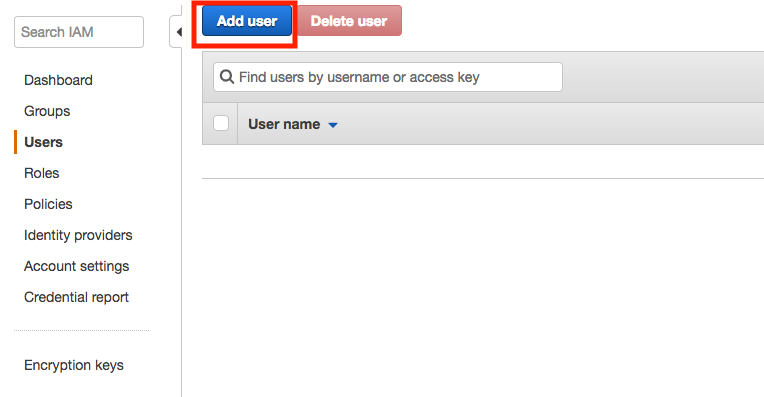 Search IAM
Dashboard
Groups
Users
Roles
Policies
Identity providers
Account settings
Credential report
Encryption keys
Add user
Delete user
Find users by username or access key
User name